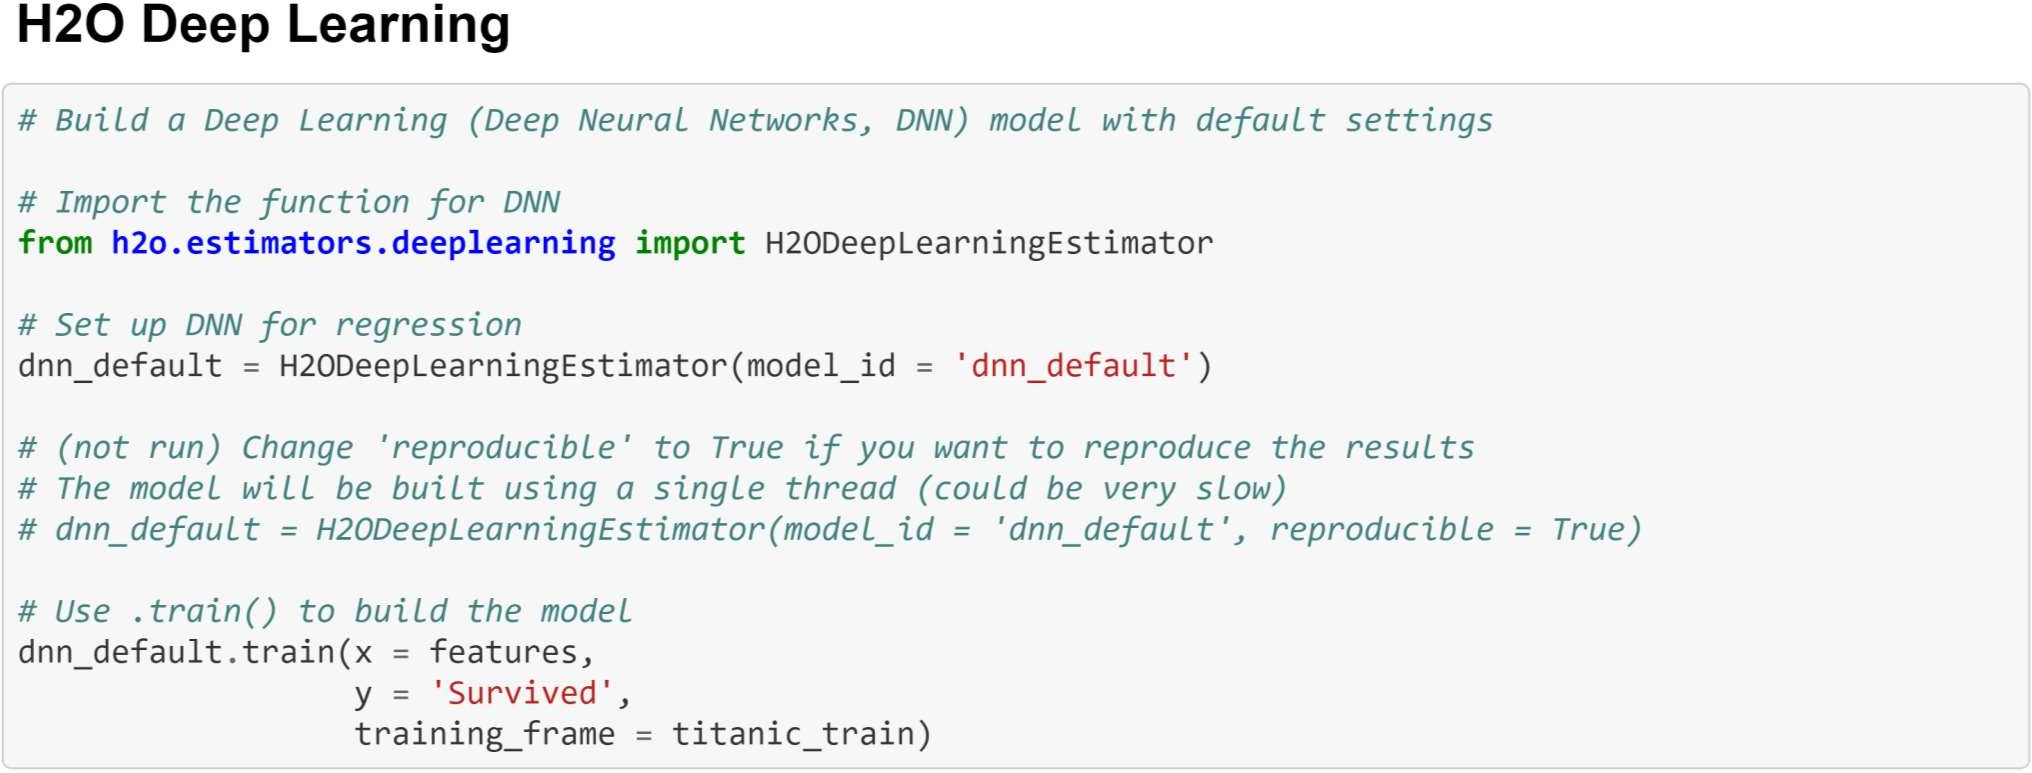 H2O Deep Learning
# Build a Deep Learning (Deep Neural Networks, DNN) model with default settings
# Import the function for DNN
from h2o.estimators.deeplearning import H2ODeepLearningEstimator
# Set up DNN for regression
dnn_default = H2ODeepLearningEstimator(model_id = 'dnn_default')
# (not run) Change 'reproducible' to True if you want to reproduce the results
# The model will be built using a single thread (could be very slow)
# dnn_default = H2ODeepLearningEstimator(model_id = 'dnn_default', reproducible = True)
# Use .train() to build the model
dnn_default.train(x = features,
y = 'Survived',
training_frame = titanic_train)